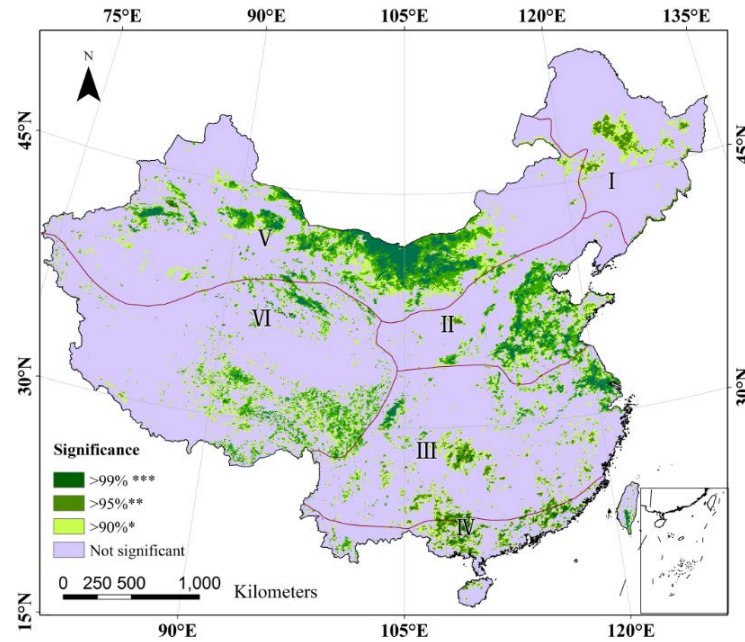 75°E 90°E 105°E 120°E 135°E
N
45°N
45°N
I
V
VI
II
30°N
30°N
III
Significance
>99% ***
>95%**
>90%*
IV
Not significant
0 250 500 1,000
Kilometers
15°N
90°E 105°E 120°E